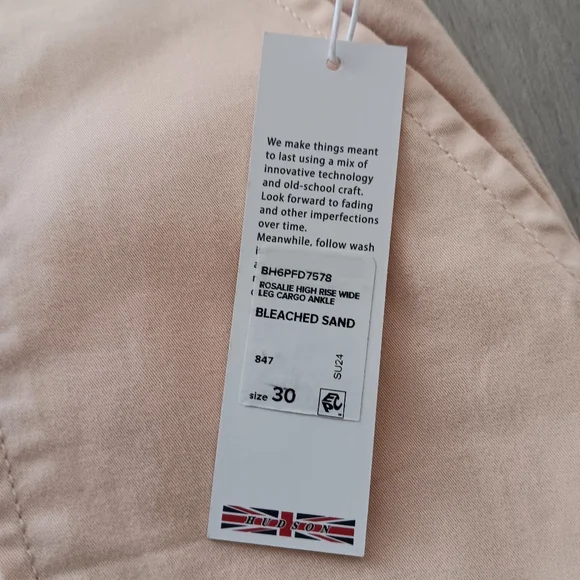 We make things meant
to last using a mix of
innovative technology
and old-school craft.
Look forward to fading
and other imperfections
over time.
Meanwhile, follow wash
BH6PFD7578
ROSALIE HIGH RISE WIDE
LEG CARGO ANKLE
BLEACHED SAND
847
SU24
size 30
EPC
HUDSON